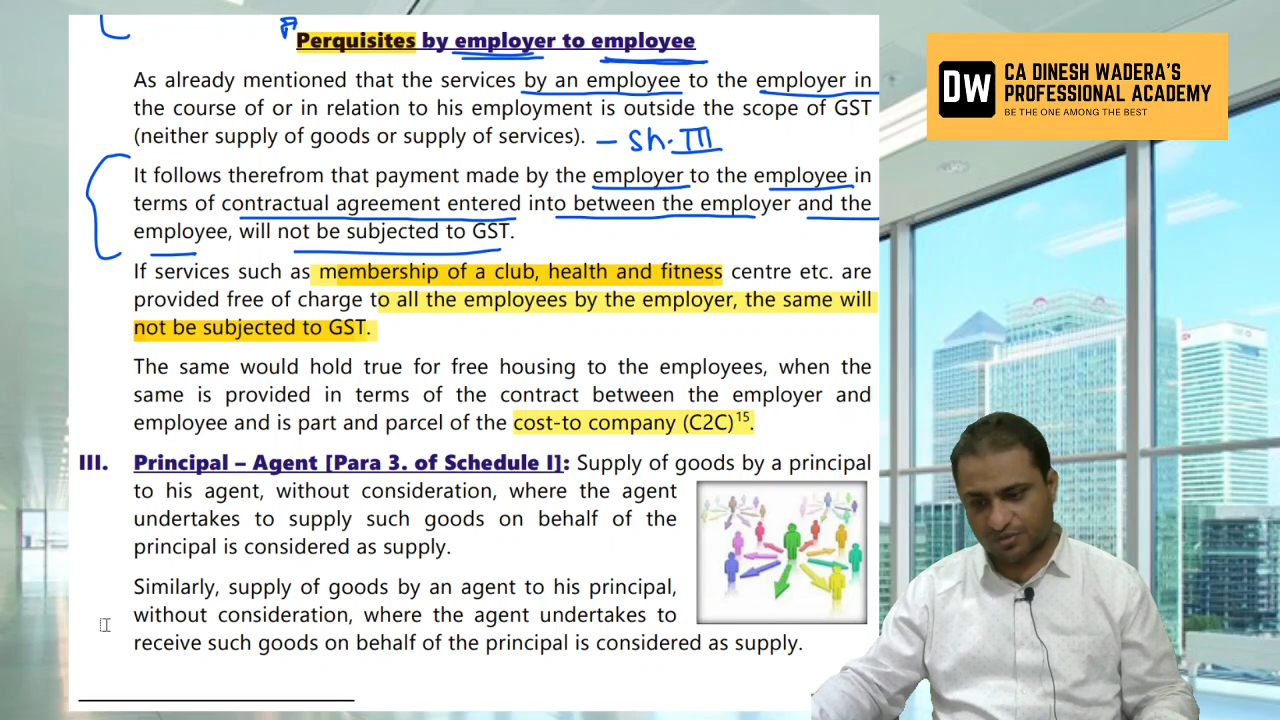 Perquisites by employer to employee
As already mentioned that the services by an employee to the employer in
the course of or in relation to his employment is outside the scope of GST
(neither supply of goods or supply of services). – Sh. III
It follows therefrom that payment made by the employer to the employee in
terms of contractual agreement entered into between the employer and the
employee, will not be subjected to GST.
If services such as membership of a club, health and fitness centre etc. are
provided free of charge to all the employees by the employer, the same will
not be subjected to GST.
The same would hold true for free housing to the employees, when the
same is provided in terms of the contract between the employer and
employee and is part and parcel of the cost-to company (C2C)15.
III. Principal – Agent [Para 3. of Schedule I]: Supply of goods by a principal
to his agent, without consideration, where the agent
undertakes to supply such goods on behalf of the
principal is considered as supply.
Similarly, supply of goods by an agent to his principal,
without consideration, where the agent undertakes to
receive such goods on behalf of the principal is considered as supply.
DW
CA DINESH WADERA'S
PROFESSIONAL ACADEMY
BE THE ONE AMONG THE BEST